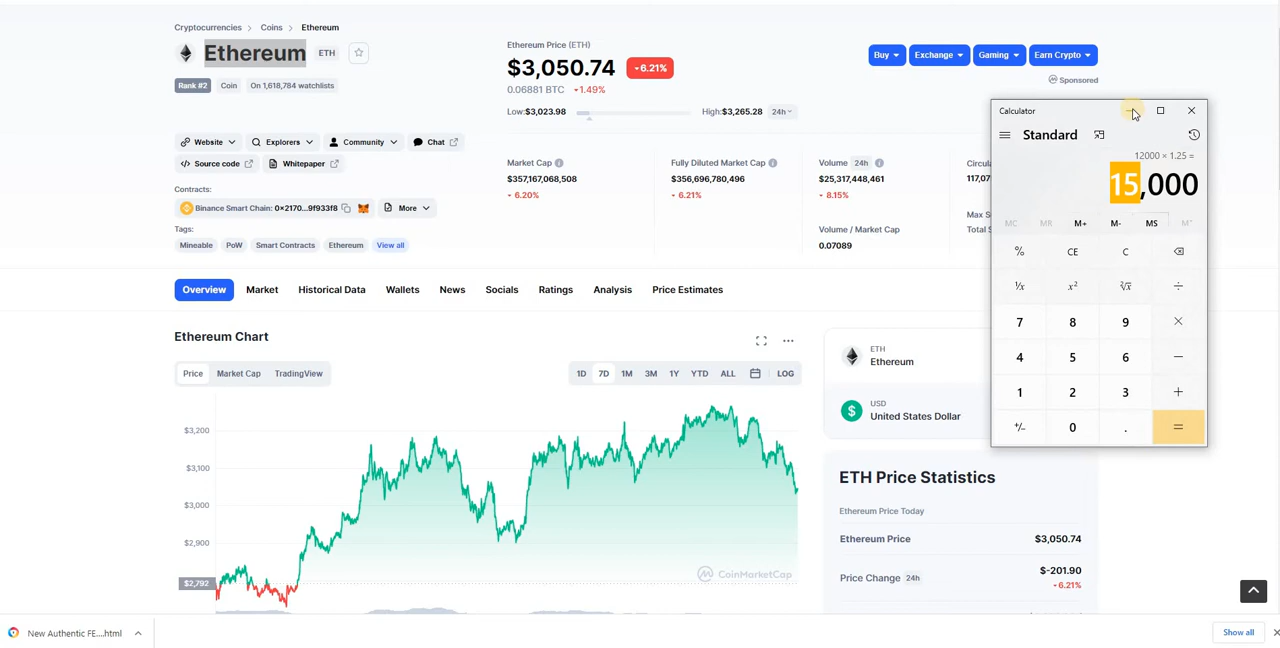 Cryptocurrencies > Coins > Ethereum
Ethereum ETH
Rank #2 Coin On 1,618,784 watchlists
Website Explorers Community Chat
Source code Whitepaper
Contracts:
Binance Smart Chain: 0x2170...9f933f8 More
Tags:
Mineable PoW Smart Contracts Ethereum View all
Ethereum Price (ETH)
$3,050.74 6.21%
0.06881 BTC 1.49%
Low:$3,023.98 High:$3,265.28 24h
Market Cap
$357,167,068,508
6.20%
Fully Diluted Market Cap
$356,696,780,496
6.21%
Volume 24h
$25,317,448,461
8.15%
Volume / Market Cap
0.07089
Circula
117,07
Max S
Total S
Buy Exchange Gaming Earn Crypto
Sponsored
Calculator
Standard
12000 × 1.25 =
15,000
MC MR M+ M- MS
% CE C
¹/x x² ²√x ÷
7 8 9 ×
4 5 6 −
1 2 3 +
+/− 0 . =
Overview Market Historical Data Wallets News Socials Ratings Analysis Price Estimates
Ethereum Chart
Price Market Cap TradingView
1D 7D 1M 3M 1Y YTD ALL LOG
$3,200
$3,100
$3,000
$2,900
$2,792
CoinMarketCap
ETH
Ethereum
USD
$
United States Dollar
ETH Price Statistics
Ethereum Price Today
Ethereum Price $3,050.74
Price Change 24h $-201.90
6.21%
New Authentic FE....html
Show all